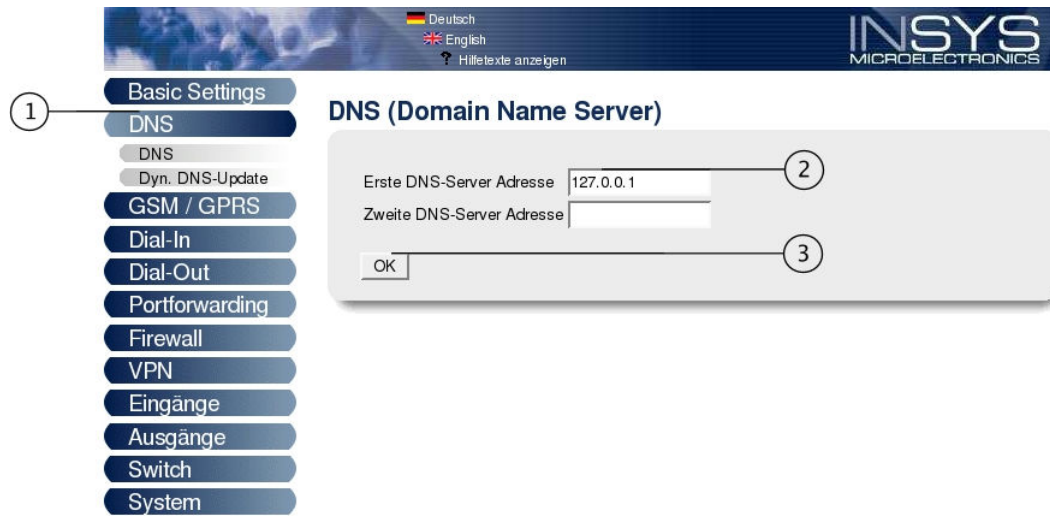 Deutsch
English
? Hilfetexte anzeigen
INSYS
MICROELECTRONICS
1
Basic Settings
DNS
DNS
Dyn. DNS-Update
GSM / GPRS
Dial-In
Dial-Out
Portforwarding
Firewall
VPN
Eingänge
Ausgänge
Switch
System
DNS (Domain Name Server)
Erste DNS-Server Adresse 127.0.0.1
2
Zweite DNS-Server Adresse
OK
3